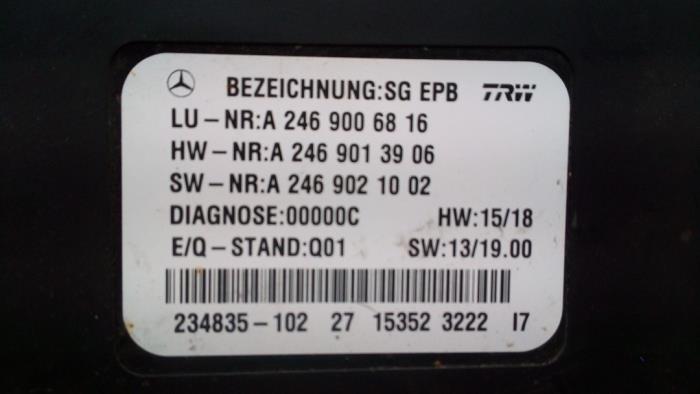 BEZEICHNUNG:SG EPB TRW
LU-NR:A 246 900 68 16
HW-NR:A 246 901 39 06
SW-NR:A 246 902 10 02
DIAGNOSE:00000C HW:15/18
E/Q-STAND:Q01 SW:13/19.00
234835-102 27 15352 3222 I7